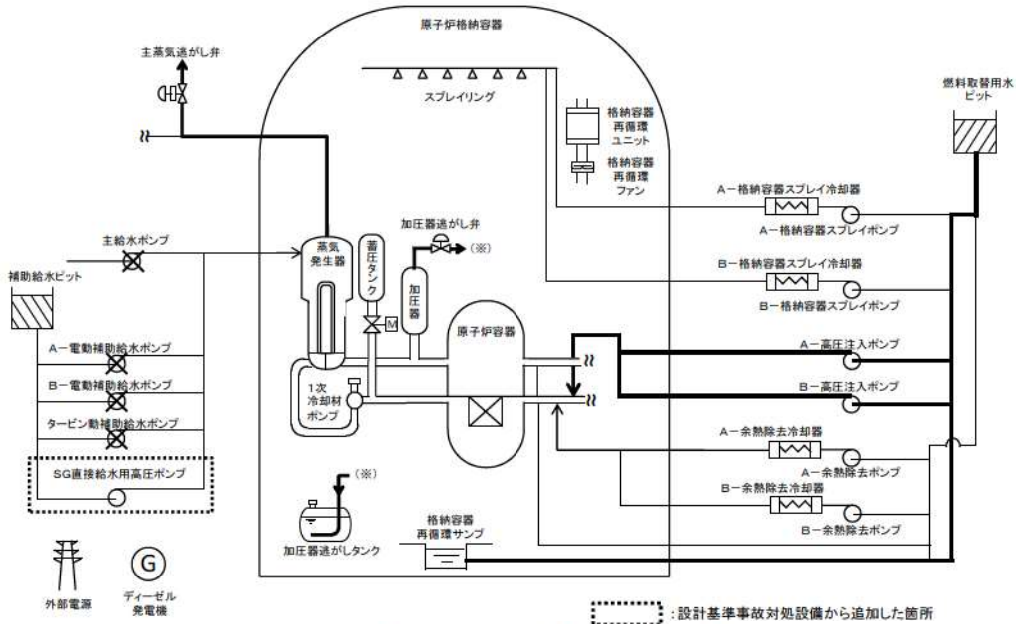 原子炉格納容器
主蒸気逃がし弁
スプレイリング
燃料取替用水
ピット
格納容器
再循環
ユニット
格納容器
再循環
ファン
A-格納容器スプレイ冷却器
A-格納容器スプレイポンプ
主給水ポンプ
蒸気
発生器
蓄圧タンク
加圧器逃がし弁
(※)
加圧器
B-格納容器スプレイ冷却器
B-格納容器スプレイポンプ
補助給水ピット
M
原子炉容器
A-高圧注入ポンプ
A-電動補助給水ポンプ
B-電動補助給水ポンプ
タービン動補助給水ポンプ
1次
冷却材
ポンプ
B-高圧注入ポンプ
A-余熱除去冷却器
A-余熱除去ポンプ
SG直接給水用高圧ポンプ
(※)
B-余熱除去冷却器
B-余熱除去ポンプ
加圧器逃がしタンク
格納容器
再循環サンプ
外部電源
G
ディーゼル
発電機
:設計基準事故対処設備から追加した箇所